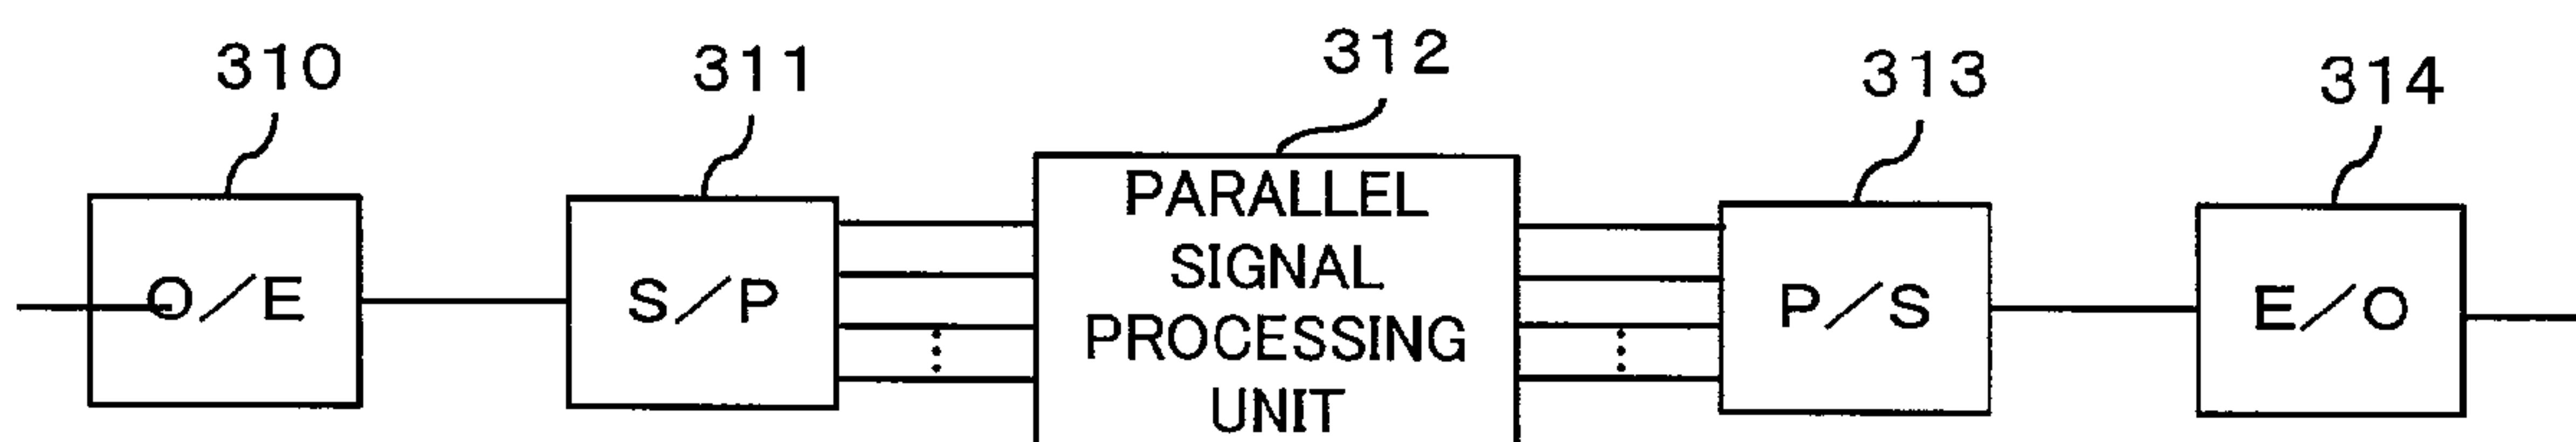 310
311
312
313
314
O/E
S/P
PARALLEL
SIGNAL
PROCESSING
UNIT
P/S
E/O